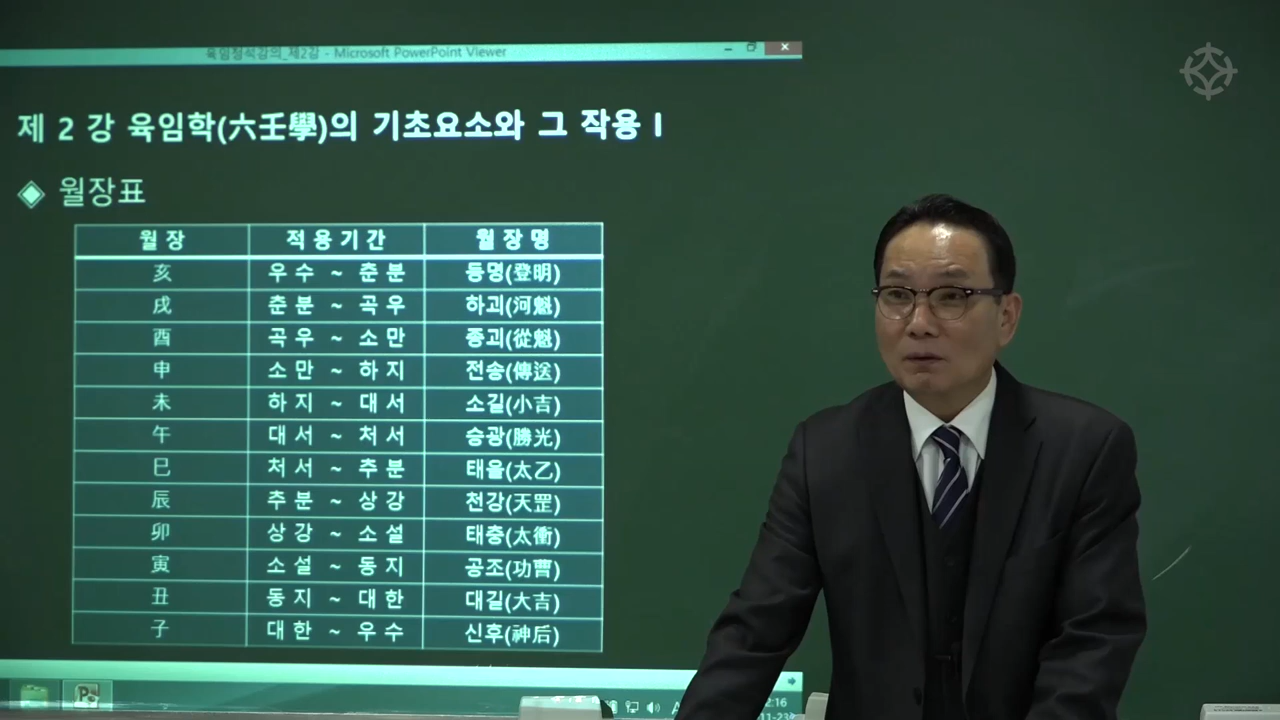 육임정석강의_제2강 - Microsoft PowerPoint Viewer
제 2 강 육임학(六壬學)의 기초요소와 그 작용 I
◈ 월장표
월 장 적 용 기 간 월 장 명
亥 우 수 ~ 춘 분 등명(登明)
戌 춘 분 ~ 곡 우 하괴(河魁)
酉 곡 우 ~ 소 만 종괴(從魁)
申 소 만 ~ 하 지 전송(傳送)
未 하 지 ~ 대 서 소길(小吉)
午 대 서 ~ 처 서 승광(勝光)
巳 처 서 ~ 추 분 태을(太乙)
辰 추 분 ~ 상 강 천강(天罡)
卯 상 강 ~ 소 설 태충(太衝)
寅 소 설 ~ 동 지 공조(功曹)
丑 동 지 ~ 대 한 대길(大吉)
子 대 한 ~ 우 수 신후(神后)